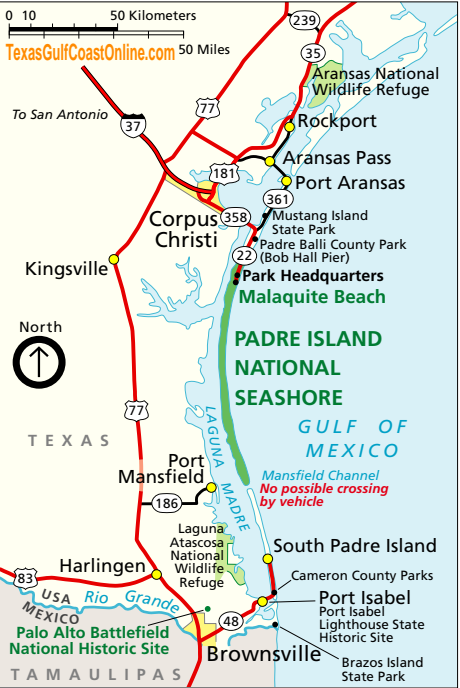 0 10 50 Kilometers
TexasGulfCoastOnline.com
50 Miles
239
35
Aransas National
Wildlife Refuge
77
To San Antonio
37
Rockport
Aransas Pass
181
Port Aransas
361
Corpus
Christi
358
Mustang Island
State Park
Padre Balli County Park
(Bob Hall Pier)
22
Kingsville
Park Headquarters
Malaquite Beach
North
PADRE ISLAND
NATIONAL
SEASHORE
77
TEXAS
GULF OF
MEXICO
LAGUNA MADRE
Port
Mansfield
Mansfield Channel
No possible crossing
by vehicle
186
Laguna
Atascosa
National
Wildlife
Refuge
South Padre Island
Harlingen
83
Cameron County Parks
USA
MEXICO
Rio Grande
Port Isabel
Port Isabel
Lighthouse State
Historic Site
48
Palo Alto Battlefield
National Historic Site
Brownsville
Brazos Island
State Park
TAMAULIPAS